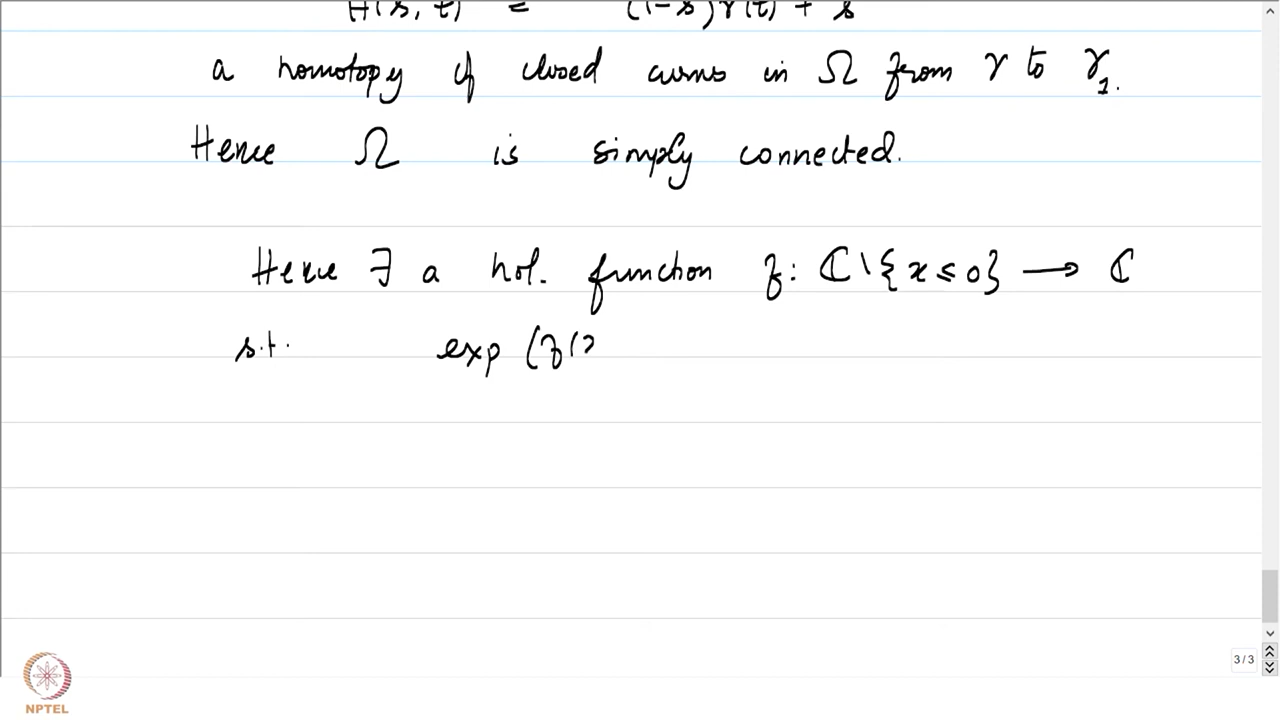 H(s, t) = (1-s)γ(t) + s
a homotopy of closed curves in Ω from γ to γ₁.
Hence Ω is simply connected.
Hence ∃ a hol. function g: ℂ\{x≤0} → ℂ
s.t. exp (g(z
3/3
NPTEL